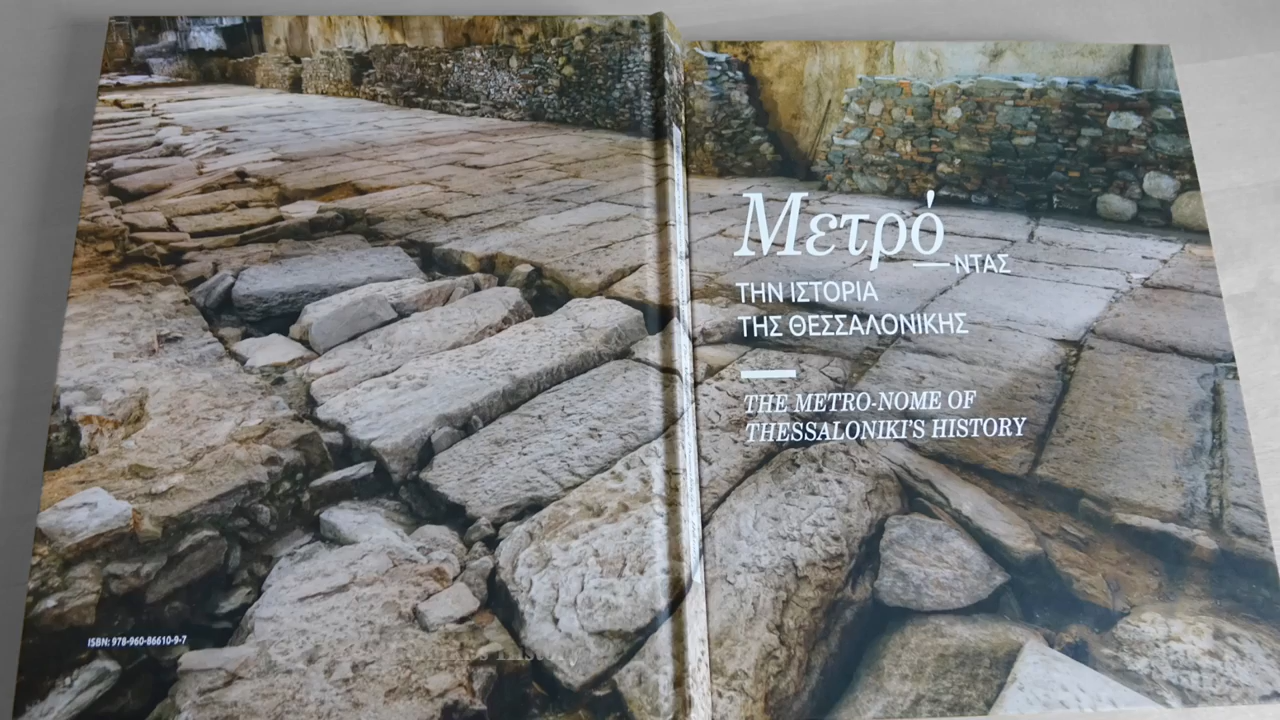 Μετρό
ΝΤΑΣ
ΤΗΝ ΙΣΤΟΡΙΑ
ΤΗΣ ΘΕΣΣΑΛΟΝΙΚΗΣ
THE METRO-NOME OF
THESSALONIKI'S HISTORY
ISBN: 978-960-86610-9-7